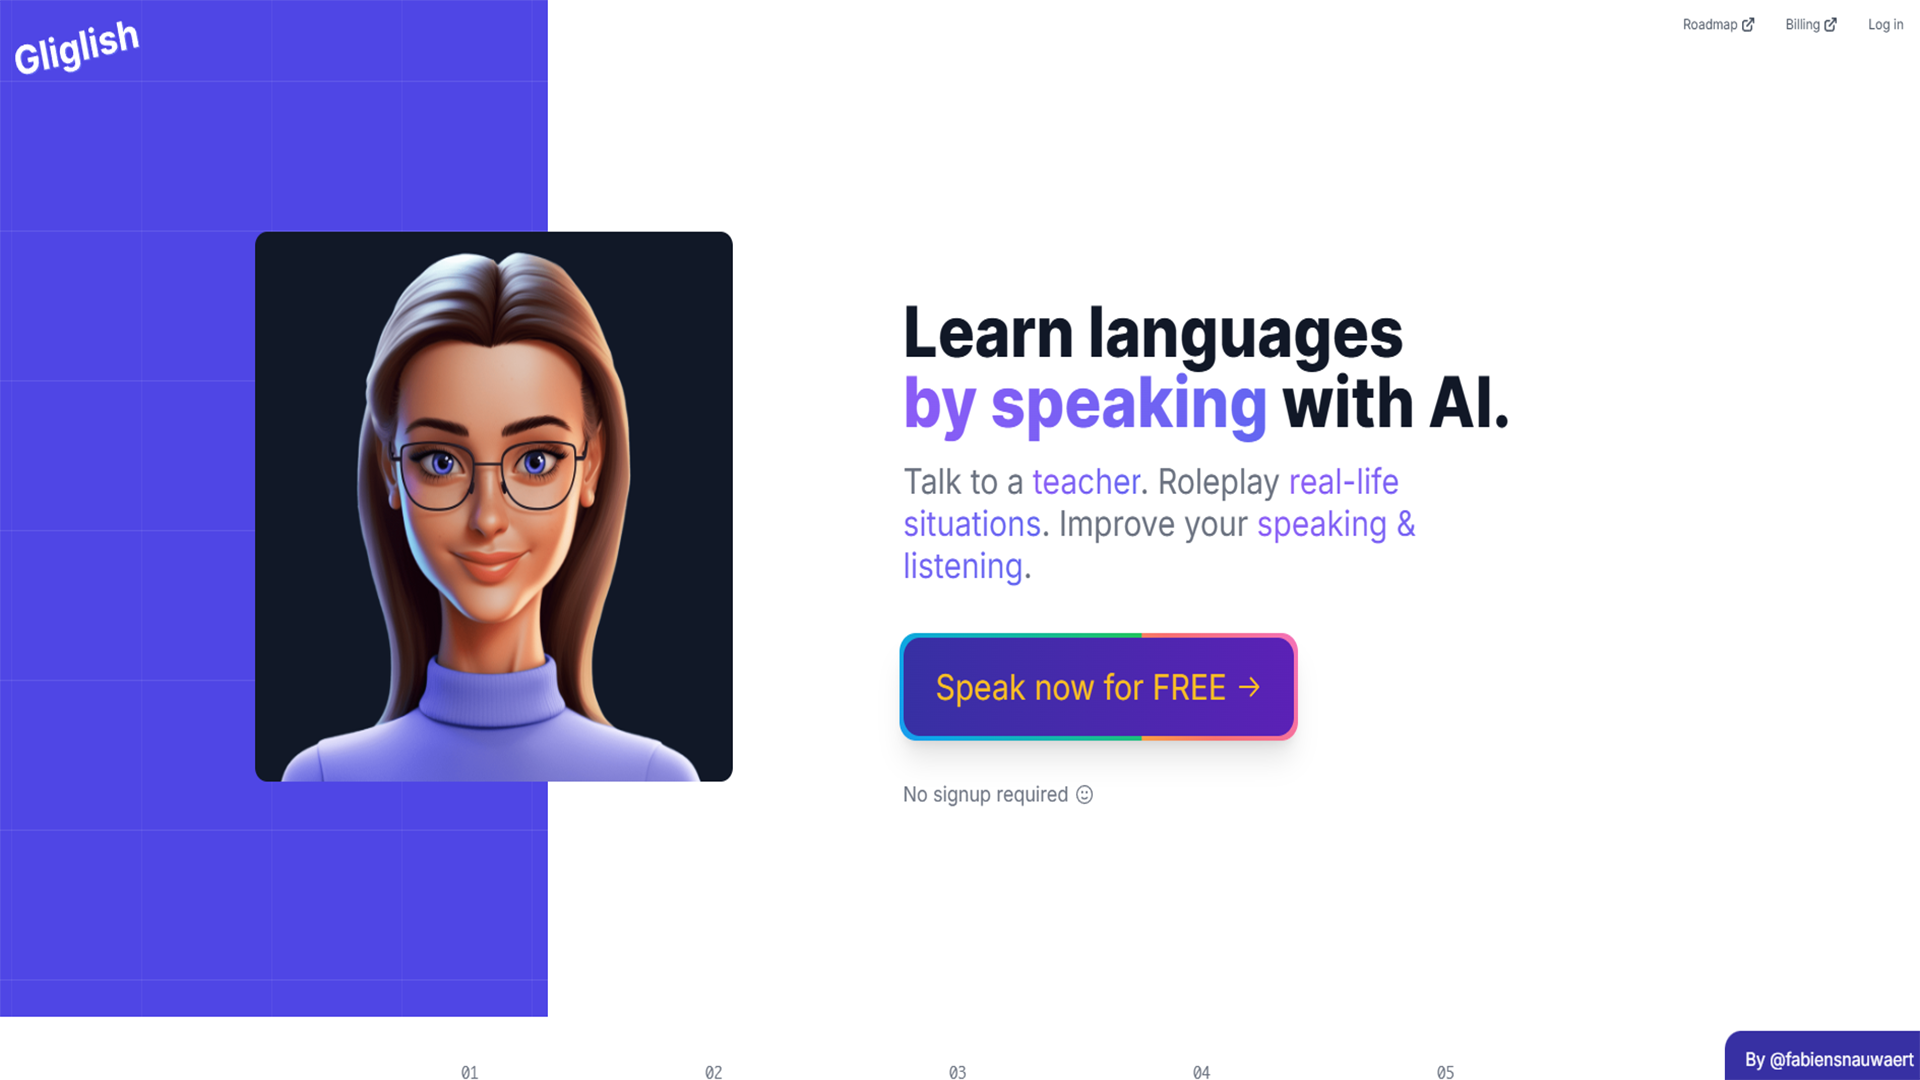 Gliglish
Roadmap
Billing
Log in
Learn languages
by speaking with AI.
Talk to a teacher. Roleplay real-life
situations. Improve your speaking &
listening.
Speak now for FREE →
No signup required ☺
01
02
03
04
05
By @fabiensnauwaert